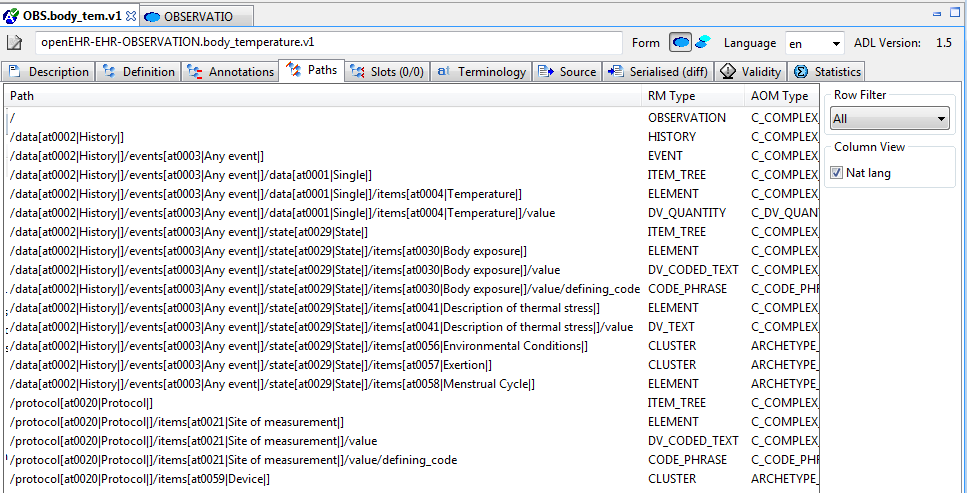 OBS.body_tem.v1 OBSERVATIO
openEHR-EHR-OBSERVATION.body_temperature.v1 Form Language en ADL Version: 1.5
Description Definition Annotations Paths Slots (0/0) Terminology Source Serialised (diff) Validity Statistics
Path RM Type AOM Type Row Filter
/ OBSERVATION C_COMPLEX_ All
/data[at0002|History|] HISTORY C_COMPLEX_
Column View
/data[at0002|History|]/events[at0003|Any event|] EVENT C_COMPLEX_
/data[at0002|History|]/events[at0003|Any event|]/data[at0001|Single|] ITEM_TREE C_COMPLEX_ Nat lang
/data[at0002|History|]/events[at0003|Any event|]/data[at0001|Single|]/items[at0004|Temperature|] ELEMENT C_COMPLEX_
/data[at0002|History|]/events[at0003|Any event|]/data[at0001|Single|]/items[at0004|Temperature|]/value DV_QUANTITY C_DV_QUAN
/data[at0002|History|]/events[at0003|Any event|]/state[at0029|State|] ITEM_TREE C_COMPLEX_
/data[at0002|History|]/events[at0003|Any event|]/state[at0029|State|]/items[at0030|Body exposure|] ELEMENT C_COMPLEX_
/data[at0002|History|]/events[at0003|Any event|]/state[at0029|State|]/items[at0030|Body exposure|]/value DV_CODED_TEXT C_COMPLEX_
/data[at0002|History|]/events[at0003|Any event|]/state[at0029|State|]/items[at0030|Body exposure|]/value/defining_code CODE_PHRASE C_CODE_PHR
/data[at0002|History|]/events[at0003|Any event|]/state[at0029|State|]/items[at0041|Description of thermal stress|] ELEMENT C_COMPLEX_
/data[at0002|History|]/events[at0003|Any event|]/state[at0029|State|]/items[at0041|Description of thermal stress|]/value DV_TEXT C_COMPLEX_
/data[at0002|History|]/events[at0003|Any event|]/state[at0029|State|]/items[at0056|Environmental Conditions|] CLUSTER ARCHETYPE_
/data[at0002|History|]/events[at0003|Any event|]/state[at0029|State|]/items[at0057|Exertion|] CLUSTER ARCHETYPE_
/data[at0002|History|]/events[at0003|Any event|]/state[at0029|State|]/items[at0058|Menstrual Cycle|] ELEMENT ARCHETYPE_
/protocol[at0020|Protocol|] ITEM_TREE C_COMPLEX_
/protocol[at0020|Protocol|]/items[at0021|Site of measurement|] ELEMENT C_COMPLEX_
/protocol[at0020|Protocol|]/items[at0021|Site of measurement|]/value DV_CODED_TEXT C_COMPLEX_
/protocol[at0020|Protocol|]/items[at0021|Site of measurement|]/value/defining_code CODE_PHRASE C_CODE_PHR
/protocol[at0020|Protocol|]/items[at0059|Device|] CLUSTER ARCHETYPE_